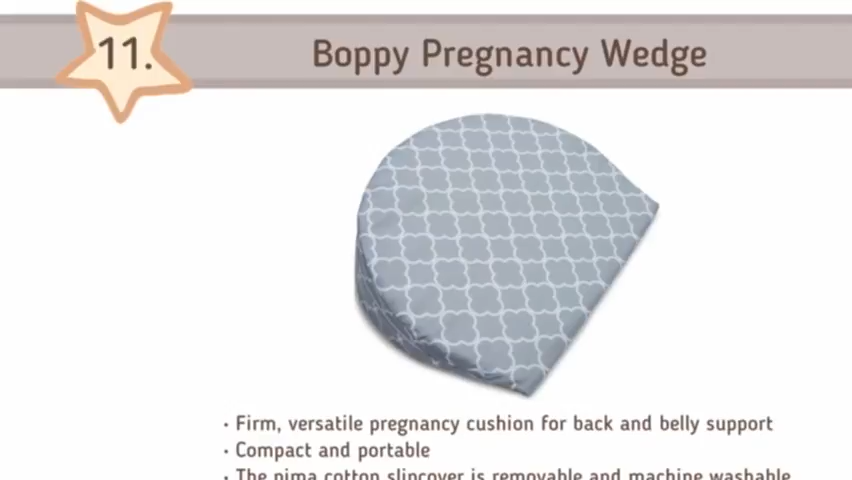 11.
Boppy Pregnancy Wedge
· Firm, versatile pregnancy cushion for back and belly support
· Compact and portable
· The pima cotton slipcover is removable and machine washable